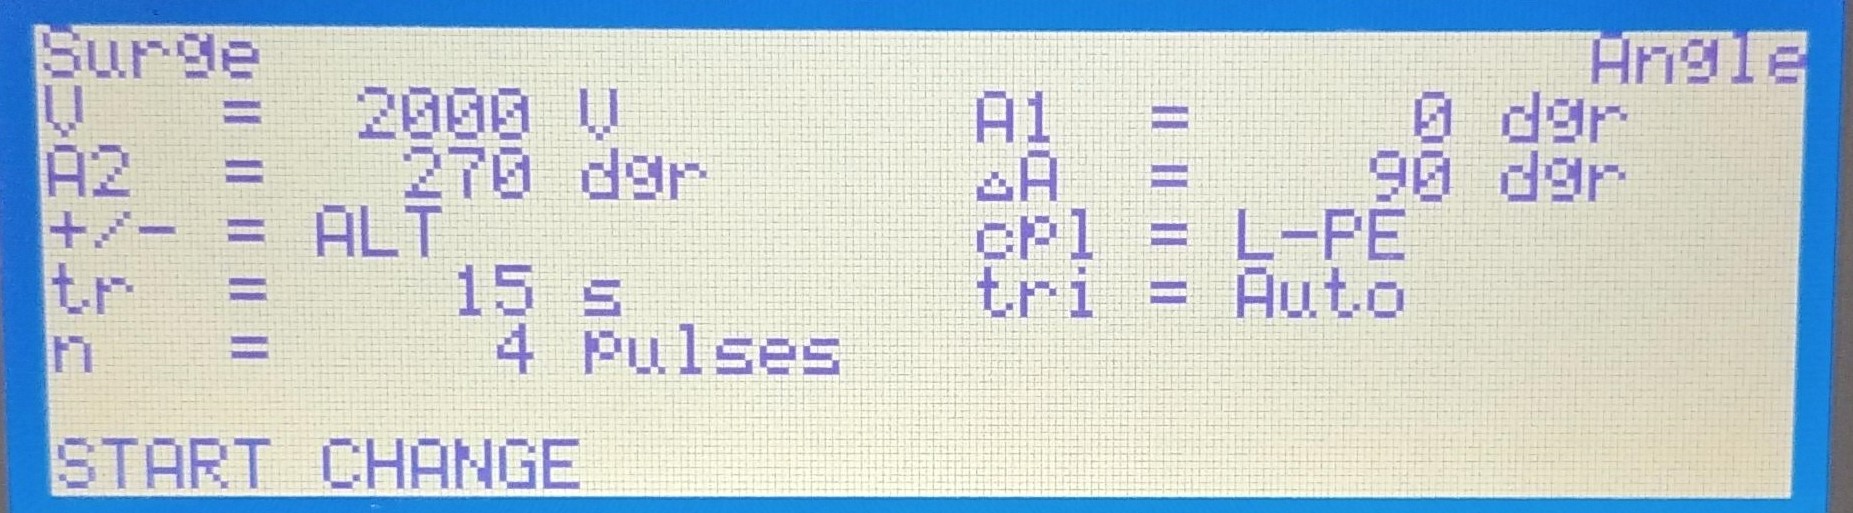 Surge Angle
V = 2000 V A1 = 0 dgr
A2 = 270 dgr △A = 90 dgr
+/- = ALT cpl = L-PE
tr = 15 s tri = Auto
n = 4 pulses
START CHANGE